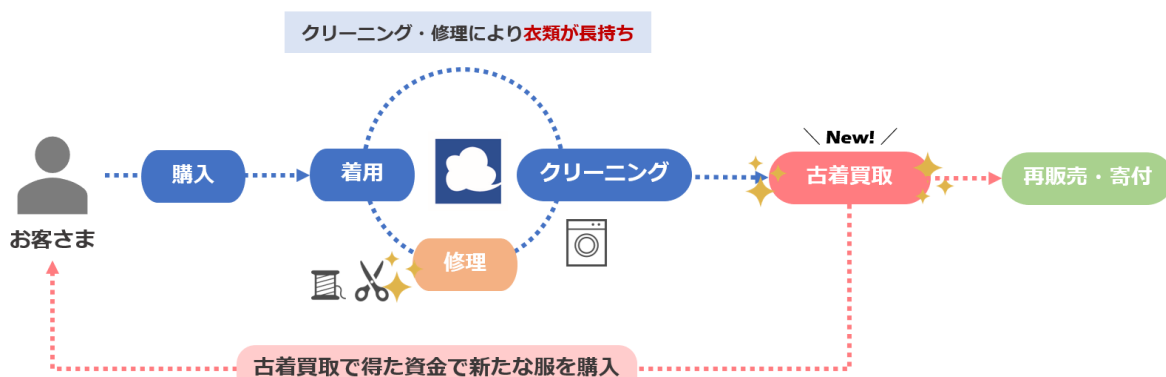 クリーニング・修理により衣類が長持ち
New!
購入
着用
クリーニング
古着買取
再販売・寄付
お客さま
修理
古着買取で得た資金で新たな服を購入